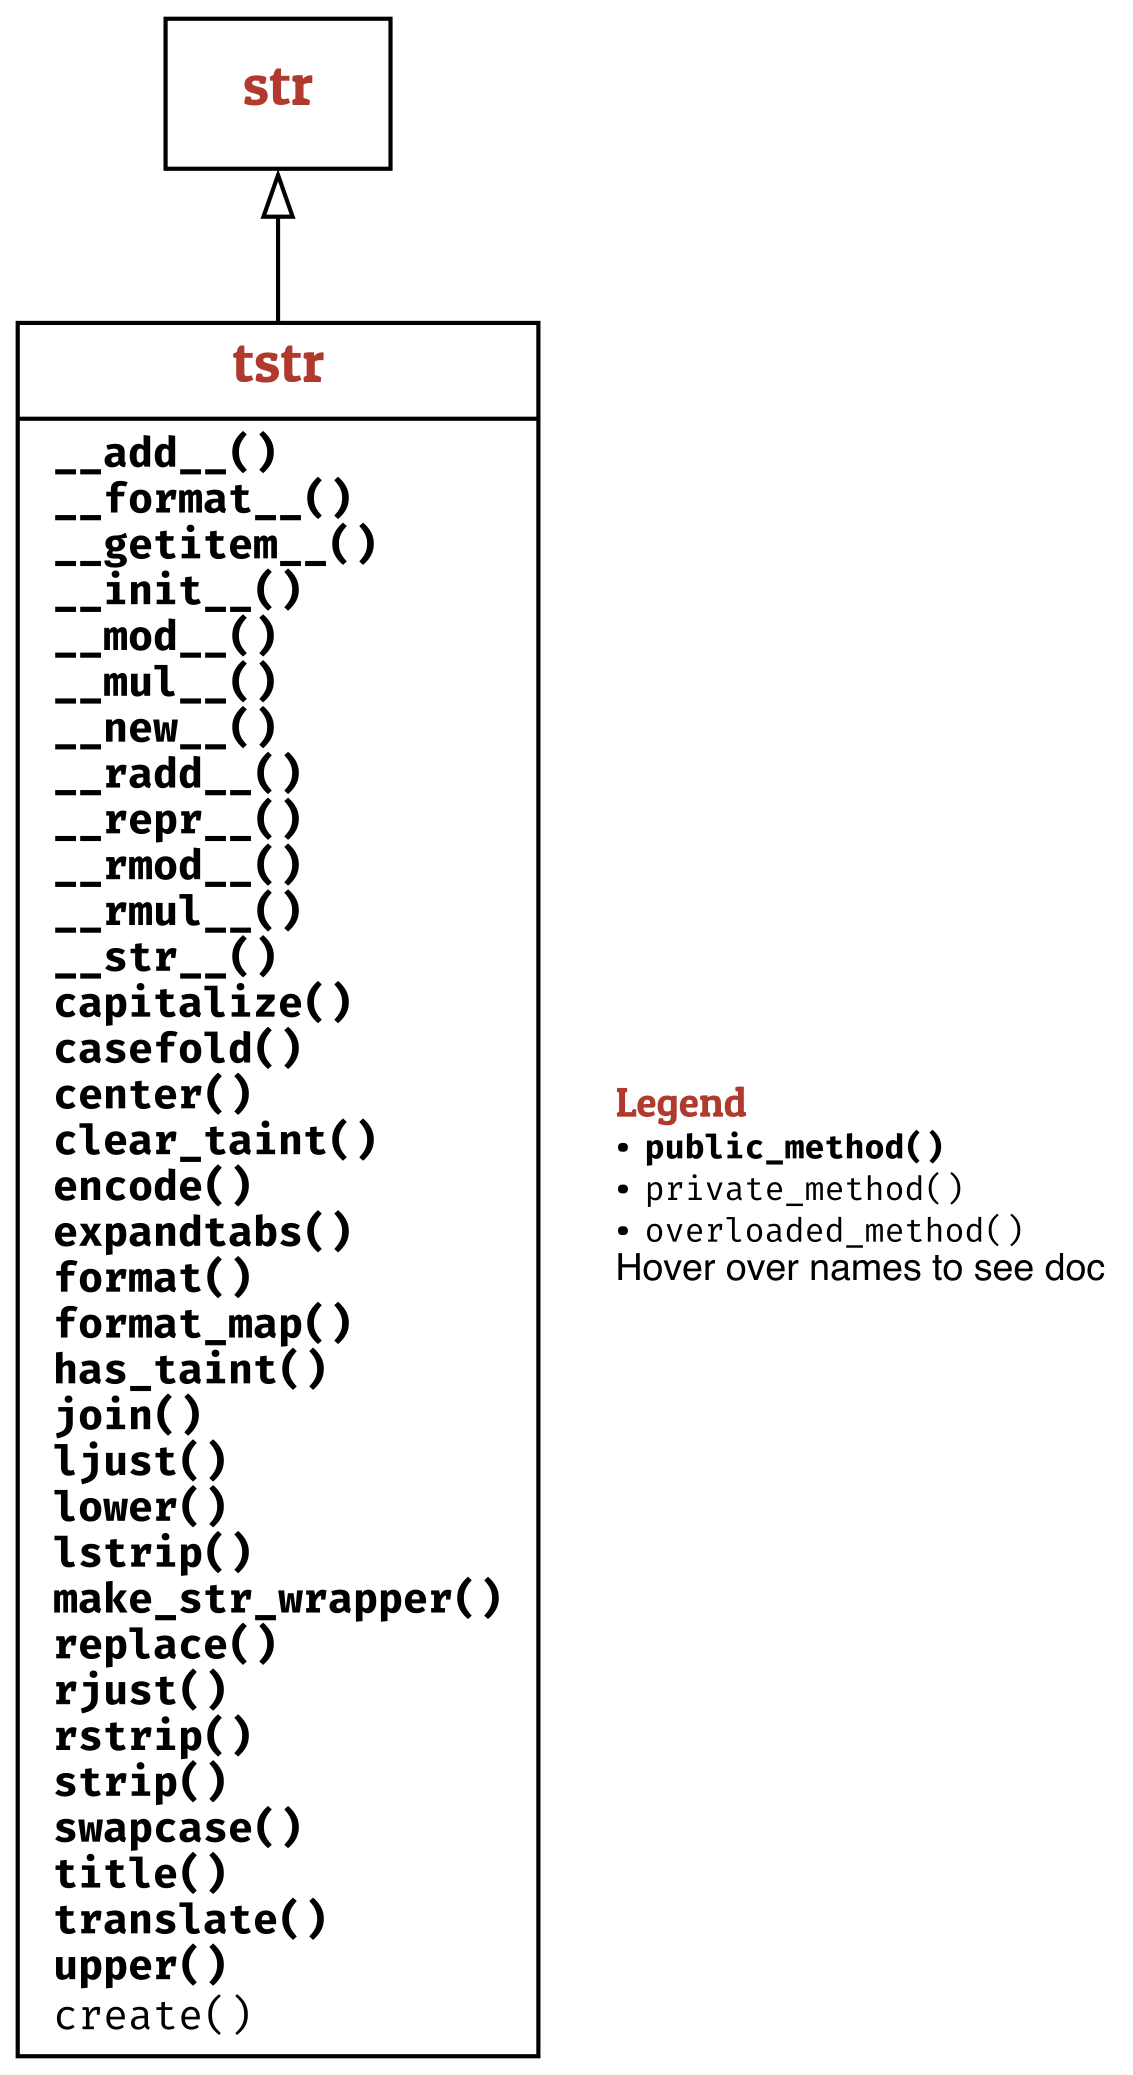 str
tstr
__add__()
__format__()
__getitem__()
__init__()
__mod__()
__mul__()
__new__()
__radd__()
__repr__()
__rmod__()
__rmul__()
__str__()
capitalize()
casefold()
center()
clear_taint()
encode()
expandtabs()
format()
format_map()
has_taint()
join()
ljust()
lower()
lstrip()
make_str_wrapper()
replace()
rjust()
rstrip()
strip()
swapcase()
title()
translate()
upper()
create()
Legend
• public_method()
• private_method()
• overloaded_method()
Hover over names to see doc